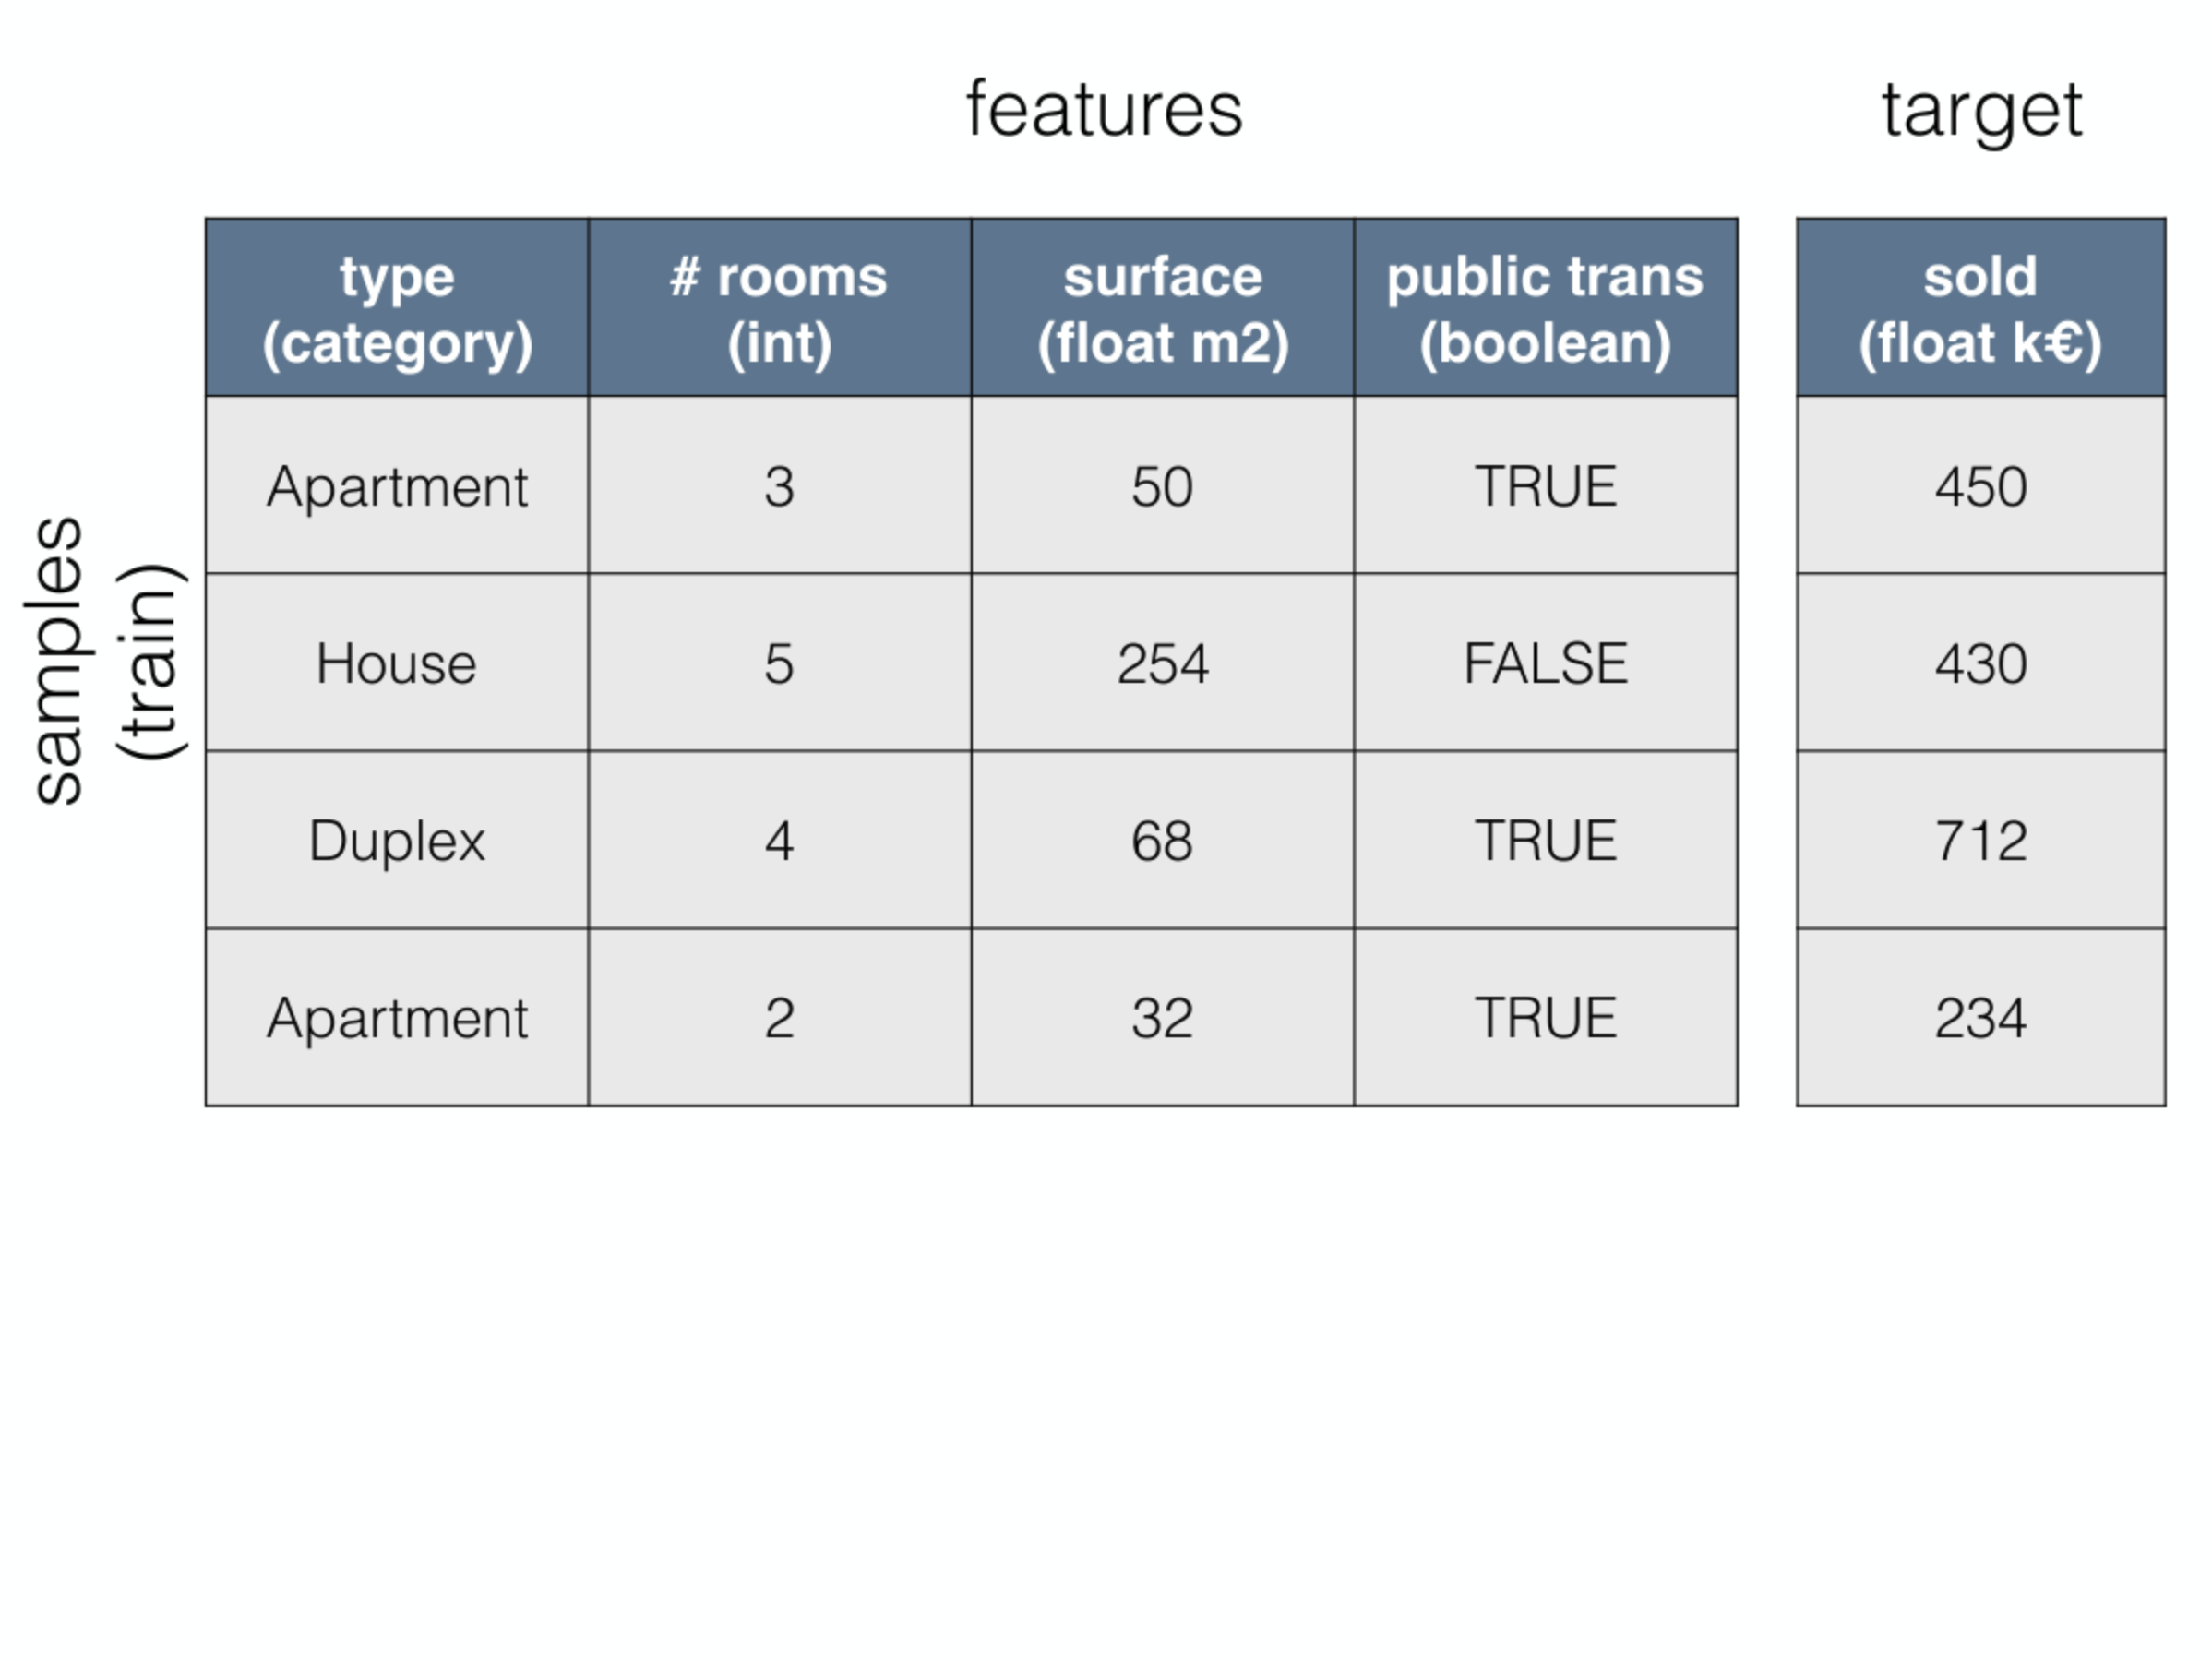 features
target
type
(category)
# rooms
(int)
surface
(float m2)
public trans
(boolean)
sold
(float k€)
samples
(train)
Apartment
3
50
TRUE
450
House
5
254
FALSE
430
Duplex
4
68
TRUE
712
Apartment
2
32
TRUE
234